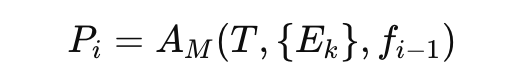 P_i = A_M(T, {E_k}, f_{i−1})